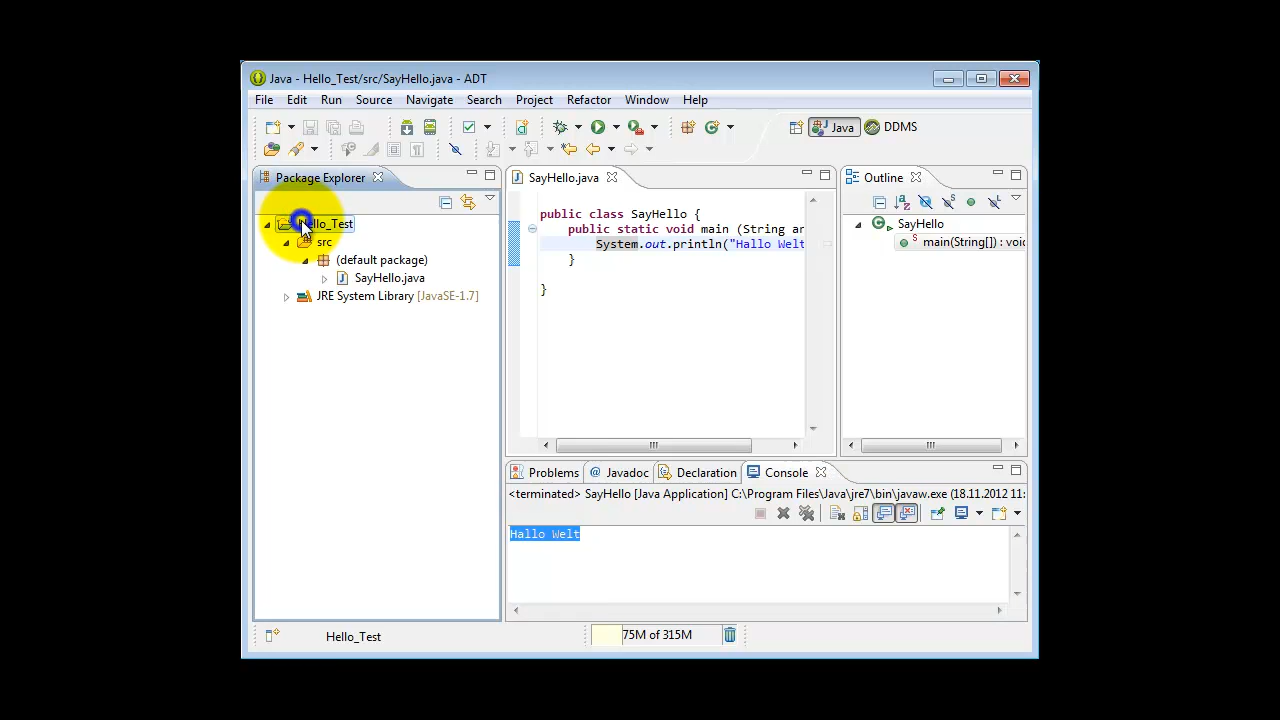 Java - Hello_Test/src/SayHello.java - ADT
File Edit Run Source Navigate Search Project Refactor Window Help
Java DDMS
Package Explorer
Hello_Test
src
(default package)
SayHello.java
JRE System Library [JavaSE-1.7]
SayHello.java
public class SayHello {
public static void main (String ar
System.out.println("Hallo Welt
}
}
Outline
SayHello
S
main(String[]) : voi
Problems @ Javadoc Declaration Console
<terminated> SayHello [Java Application] C:\Program Files\Java\jre7\bin\javaw.exe (18.11.2012 11:
Hallo Welt
Hello_Test
75M of 315M